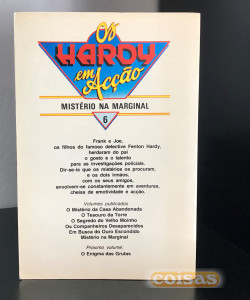 Os
HARDY
em
Acção
MISTÉRIO NA MARGINAL
6
Frank e Joe,
os filhos do famoso detective Fenton Hardy,
herdaram do pai
o gosto e o talento
para as investigações policiais.
Dir-se-ia que os mistérios os procuram,
e os dois irmãos,
com os seus amigos,
envolvem-se constantemente em aventuras
cheias de emotividade e acção.
Volumes publicados
O Mistério da Casa Abandonada
O Tesouro da Torre
O Segredo do Velho Moinho
Os Companheiros Desaparecidos
Em Busca do Ouro Escondido
Mistério na Marginal
Próximo volume:
O Enigma das Grutas
coisas